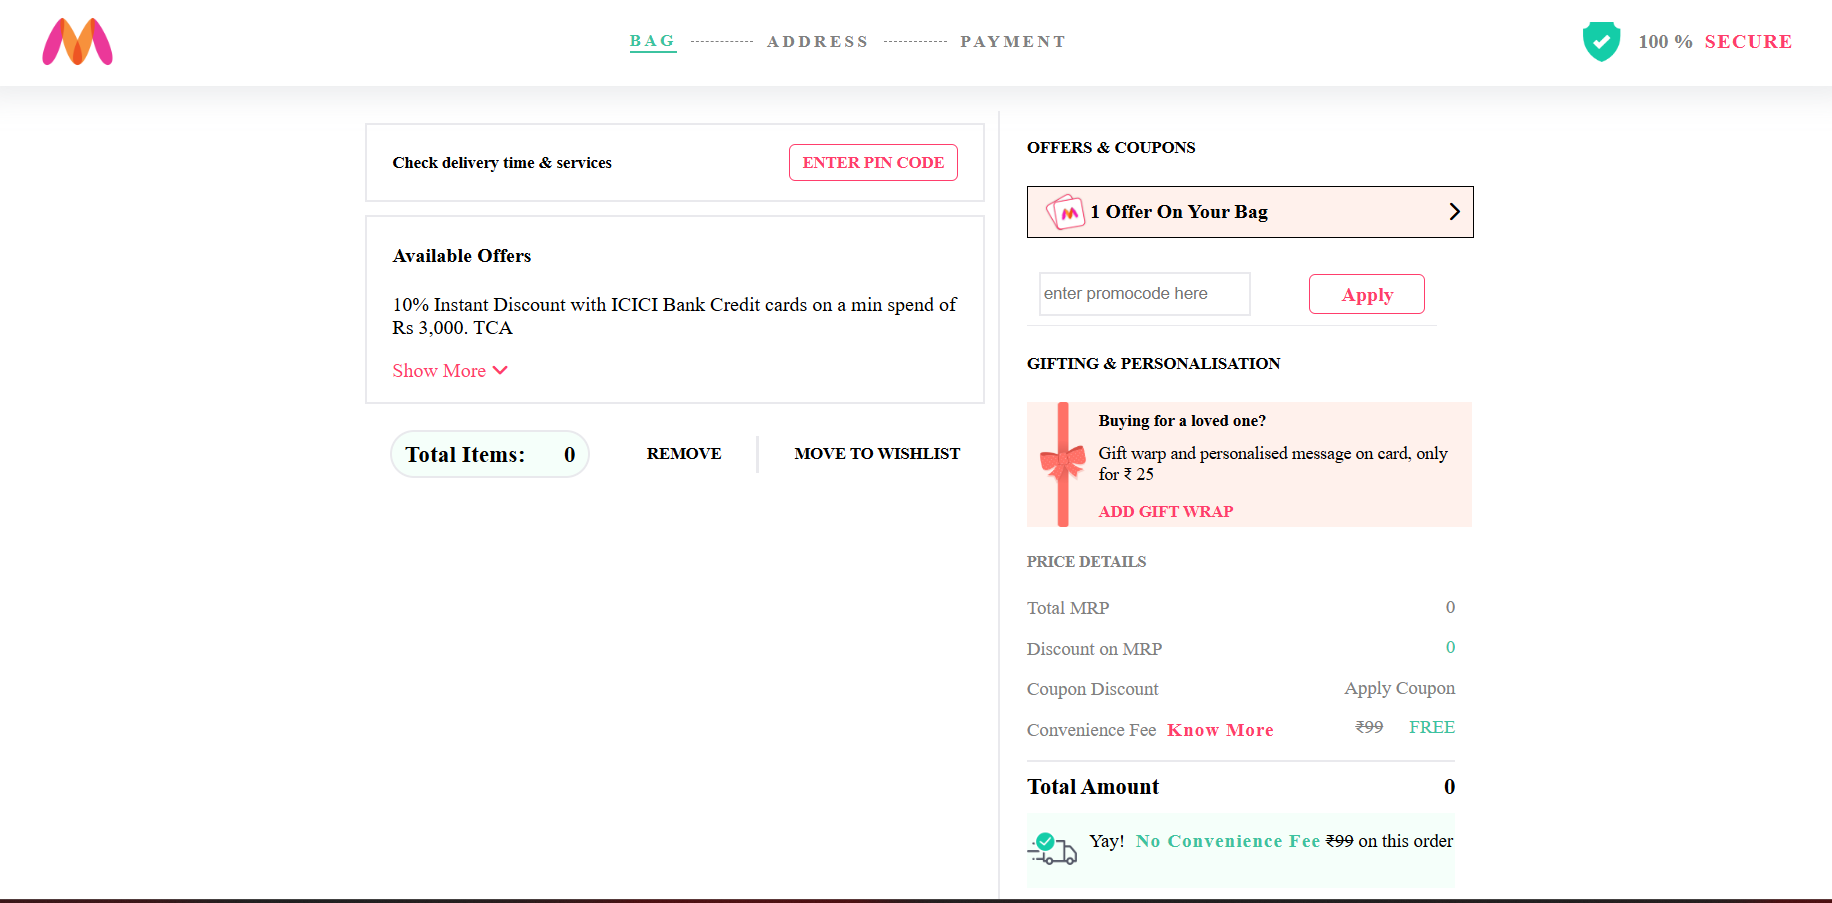 BAG ADDRESS PAYMENT
100 % SECURE
Check delivery time & services
ENTER PIN CODE
Available Offers
10% Instant Discount with ICICI Bank Credit cards on a min spend of
Rs 3,000. TCA
Show More
Total Items: 0
REMOVE
MOVE TO WISHLIST
OFFERS & COUPONS
1 Offer On Your Bag
enter promocode here
Apply
GIFTING & PERSONALISATION
Buying for a loved one?
Gift warp and personalised message on card, only
for ₹ 25
ADD GIFT WRAP
PRICE DETAILS
Total MRP 0
Discount on MRP 0
Coupon Discount Apply Coupon
Convenience Fee Know More ₹99 FREE
Total Amount 0
Yay! No Convenience Fee ₹99 on this order